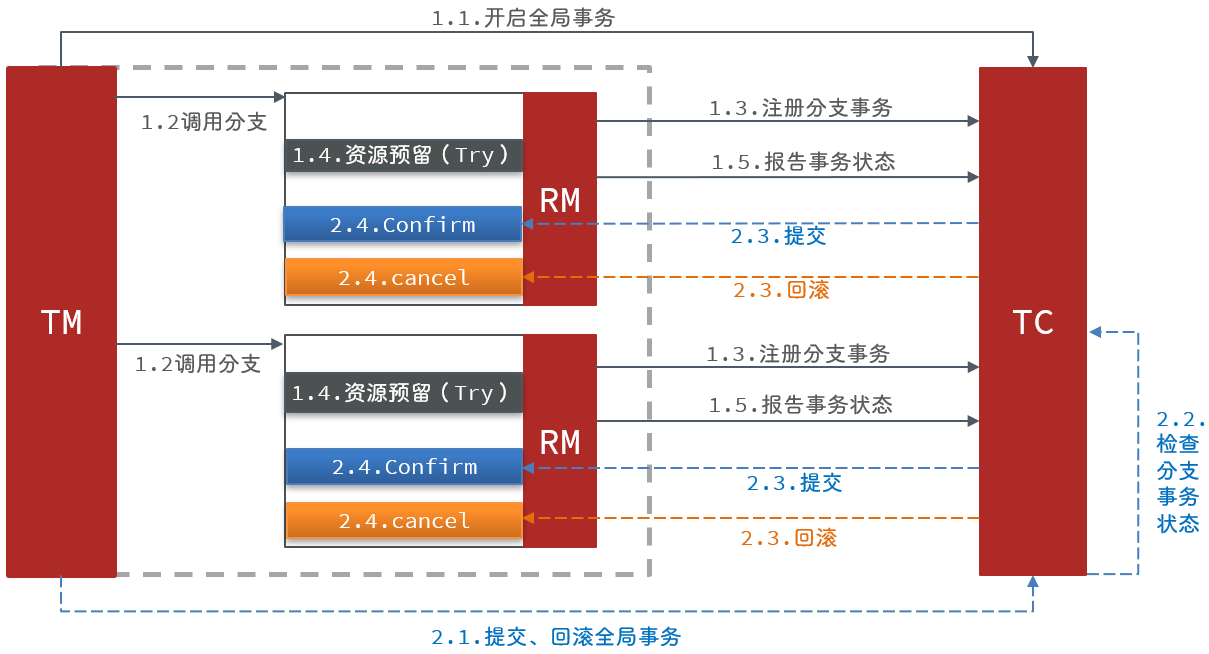 1.1.开启全局事务
1.2调用分支
1.3.注册分支事务
1.4.资源预留（Try）
1.5.报告事务状态
RM
2.4.Confirm
2.3.提交
2.4.cancel
2.3.回滚
TM
TC
1.2调用分支
1.3.注册分支事务
1.4.资源预留（Try）
1.5.报告事务状态
RM
2.4.Confirm
2.3.提交
2.4.cancel
2.3.回滚
2.2.
检查
分支
事务
状态
2.1.提交、回滚全局事务